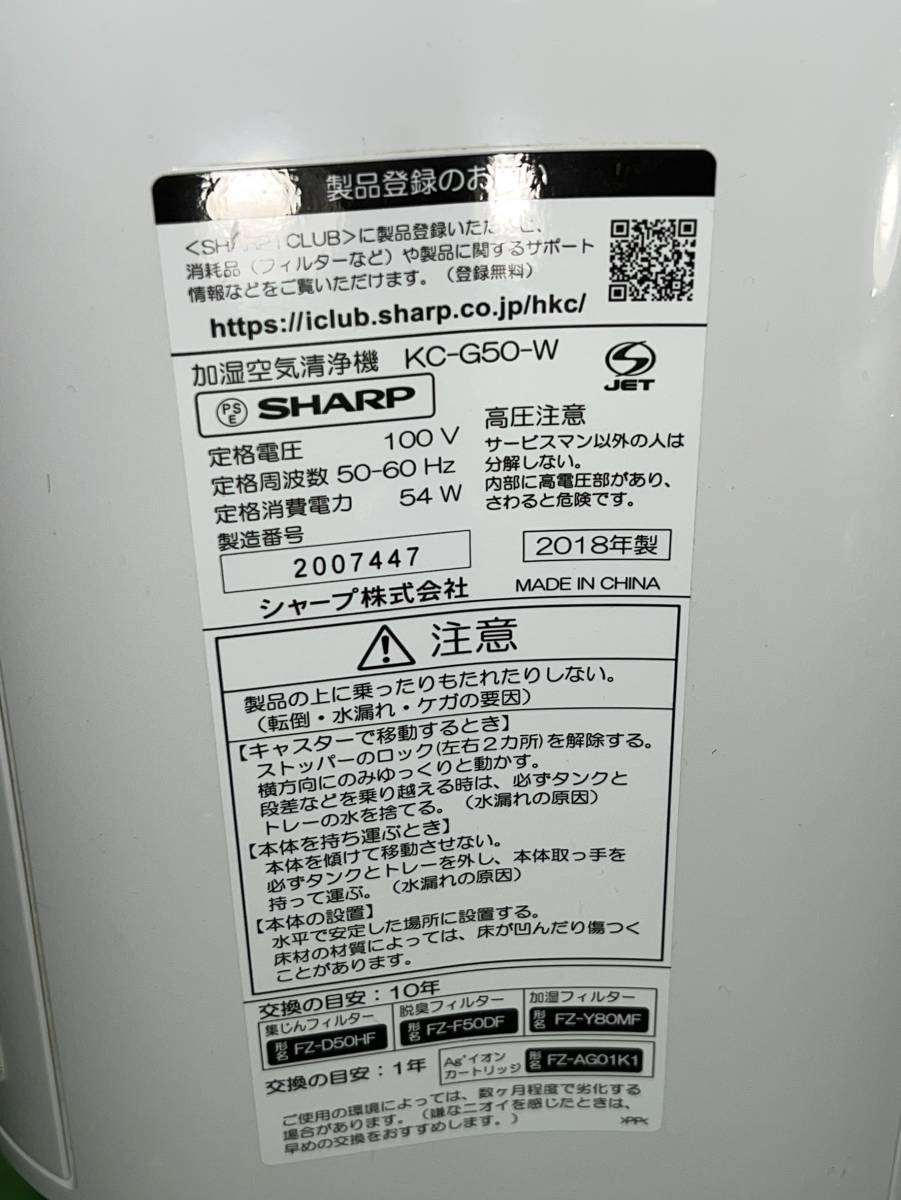 製品登録のお
<SH CLUB>に製品登録いただ
消耗品（フィルターなど）や製品に関するサポート
情報などをご覧いただけます。（登録無料）
https://iclub.sharp.co.jp/hkc/
加湿空気清浄機 KC-G50-W
PSE SHARP
JET
定格電圧 100 V
定格周波数 50-60 Hz
定格消費電力 54 W
製造番号
2007447
シャープ株式会社
高圧注意
サービスマン以外の人は
分解しない。
内部に高電圧部があり、
さわると危険です。
2018年製
MADE IN CHINA
注意
製品の上に乗ったりもたれたりしない。
（転倒・水漏れ・ケガの要因）
【キャスターで移動するとき】
ストッパーのロック(左右2カ所)を解除する。
横方向にのみゆっくりと動かす。
段差などを乗り越える時は、必ずタンクと
トレーの水を捨てる。（水漏れの原因）
【本体を持ち運ぶとき】
本体を傾けて移動させない。
必ずタンクとトレーを外し、本体取っ手を
持って運ぶ。（水漏れの原因）
【本体の設置】
水平で安定した場所に設置する。
床材の材質によっては、床が凹んだり傷つく
ことがあります。
交換の目安：10年
集じんフィルター
形名 FZ-D50HF
脱臭フィルター
形名 FZ-F50DF
加湿フィルター
形名 FZ-Y80MF
交換の目安：1年
Ag⁺イオン
カートリッジ
形名 FZ-AG01K1
ご使用の環境によっては、数ヶ月程度で劣化する
場合があります。（嫌なニオイを感じたときは、
早めの交換をおすすめします。）
>PP<